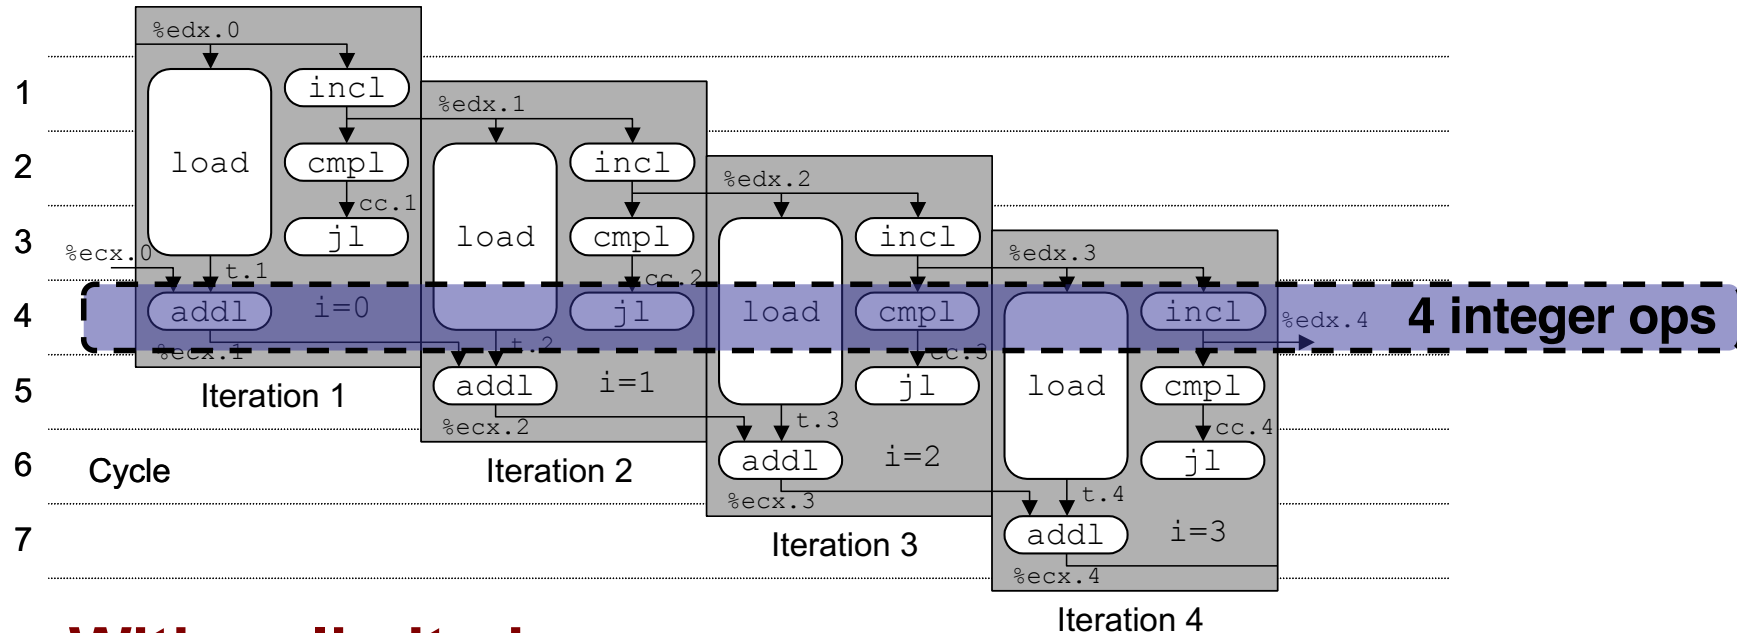 %edx.0
1
load
incl
%edx.1
2
cmpl
load
incl
%edx.2
cc.1
3
jl
cmpl
load
incl
%edx.3
%ecx.0
t.1
cc.2
4
addl
i=0
jl
cmpl
load
incl
%edx.4
4 integer ops
%ecx.1
t.2
cc.3
5
Iteration 1
addl
i=1
jl
cmpl
%ecx.2
t.3
cc.4
6
Cycle
Iteration 2
addl
i=2
jl
%ecx.3
t.4
7
Iteration 3
addl
i=3
%ecx.4
Iteration 4